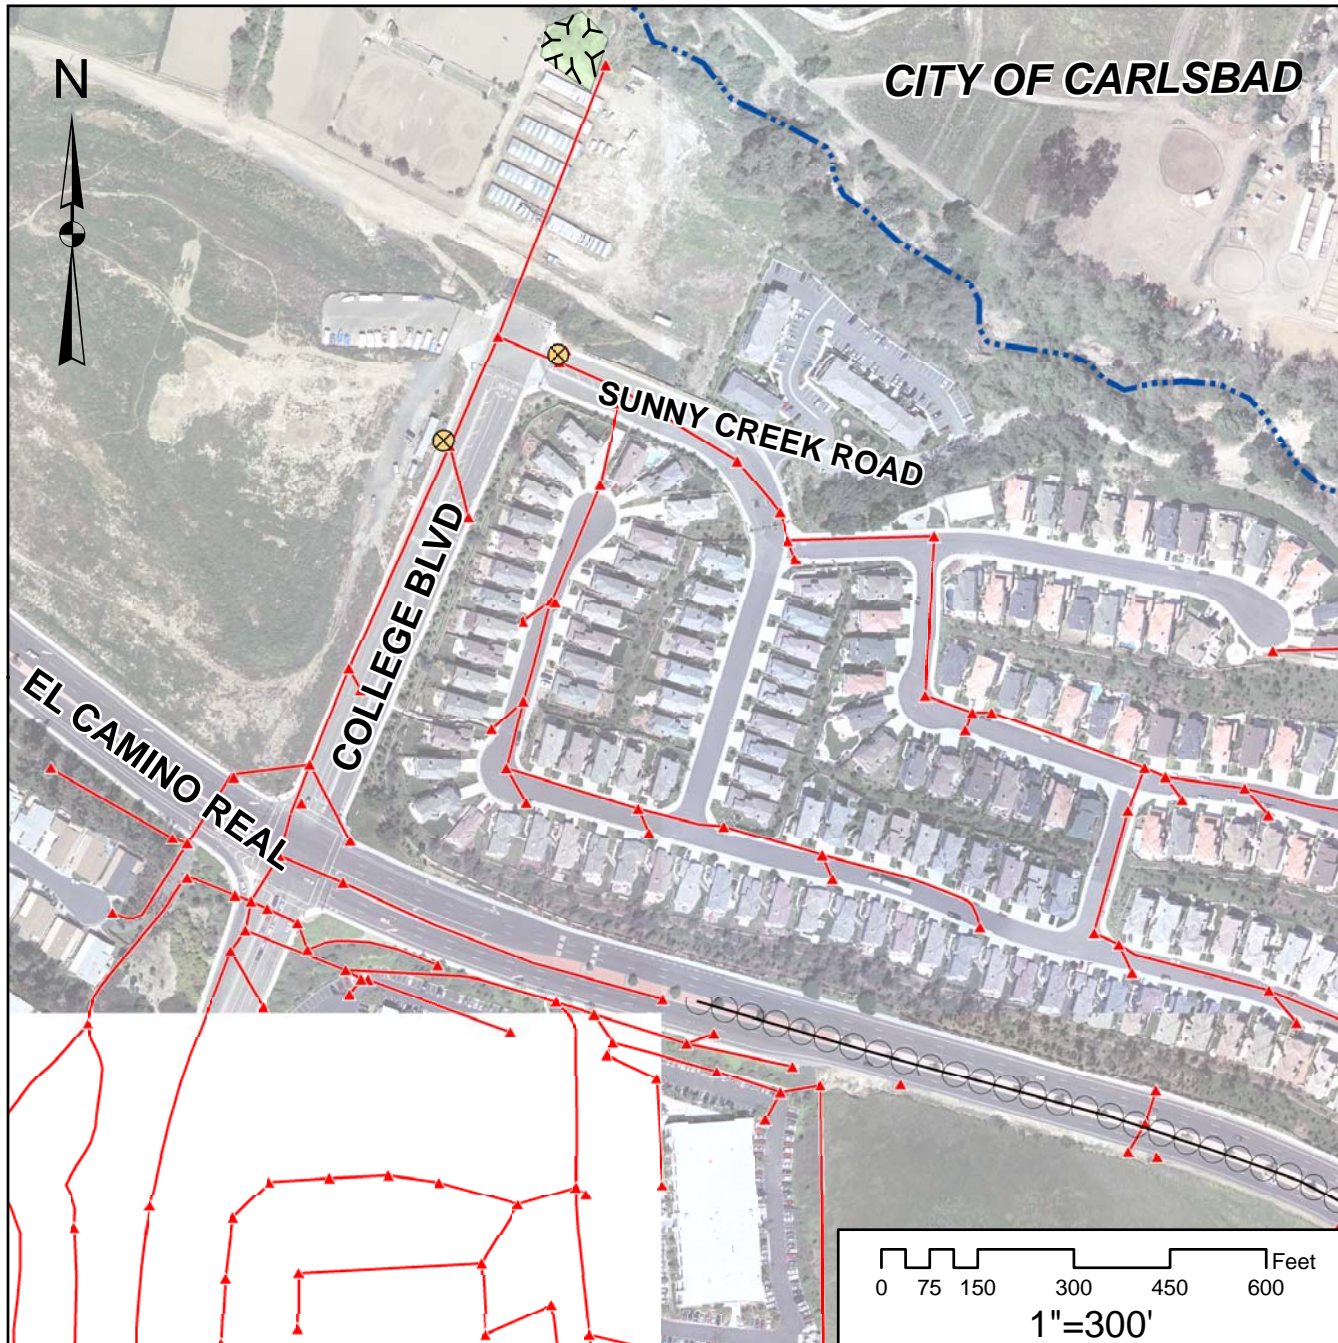 N
CITY OF CARLSBAD
SUNNY CREEK ROAD
COLLEGE BLVD
EL CAMINO REAL
Feet
0 75 150 300 450 600
1"=300'